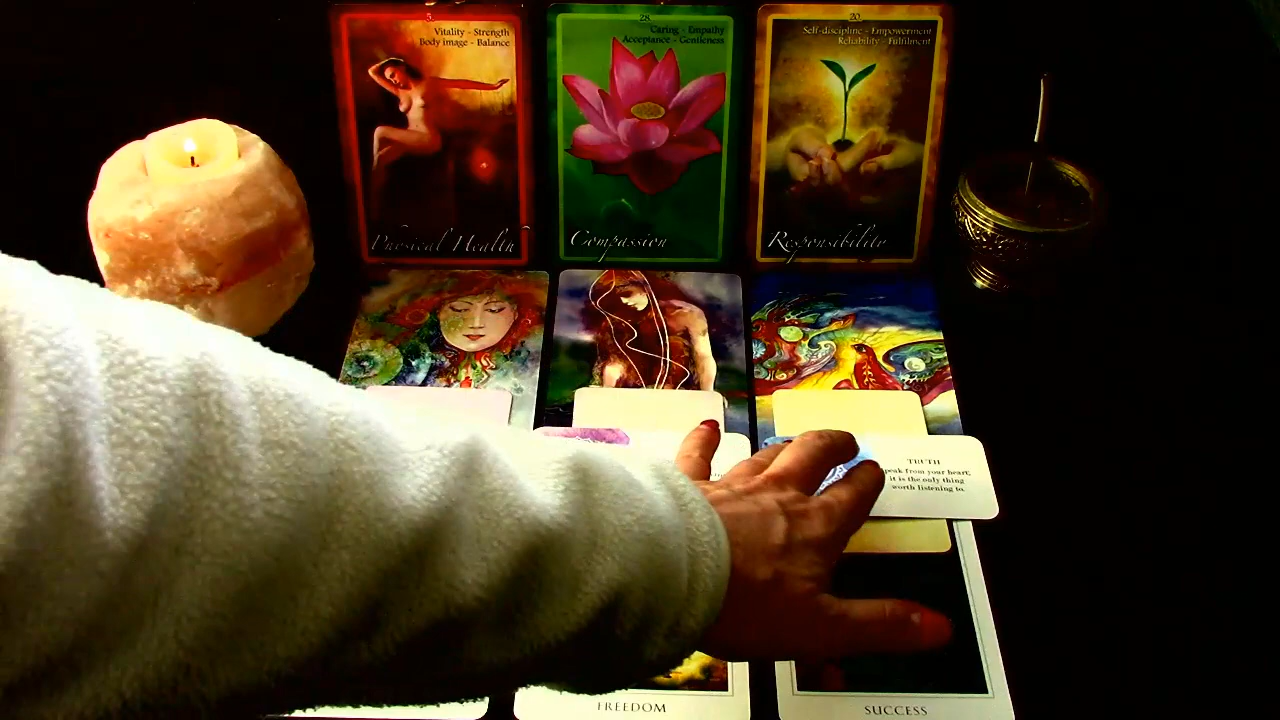 5.
Vitality - Strength
Body image - Balance
Physical Health
28.
Caring - Empathy
Acceptance - Gentleness
Compassion
20.
Self-discipline - Empowerment
Reliability - Fulfilment
Responsibility
TRUTH
peak from your heart,
it is the only thing
worth listening to.
FREEDOM
SUCCESS